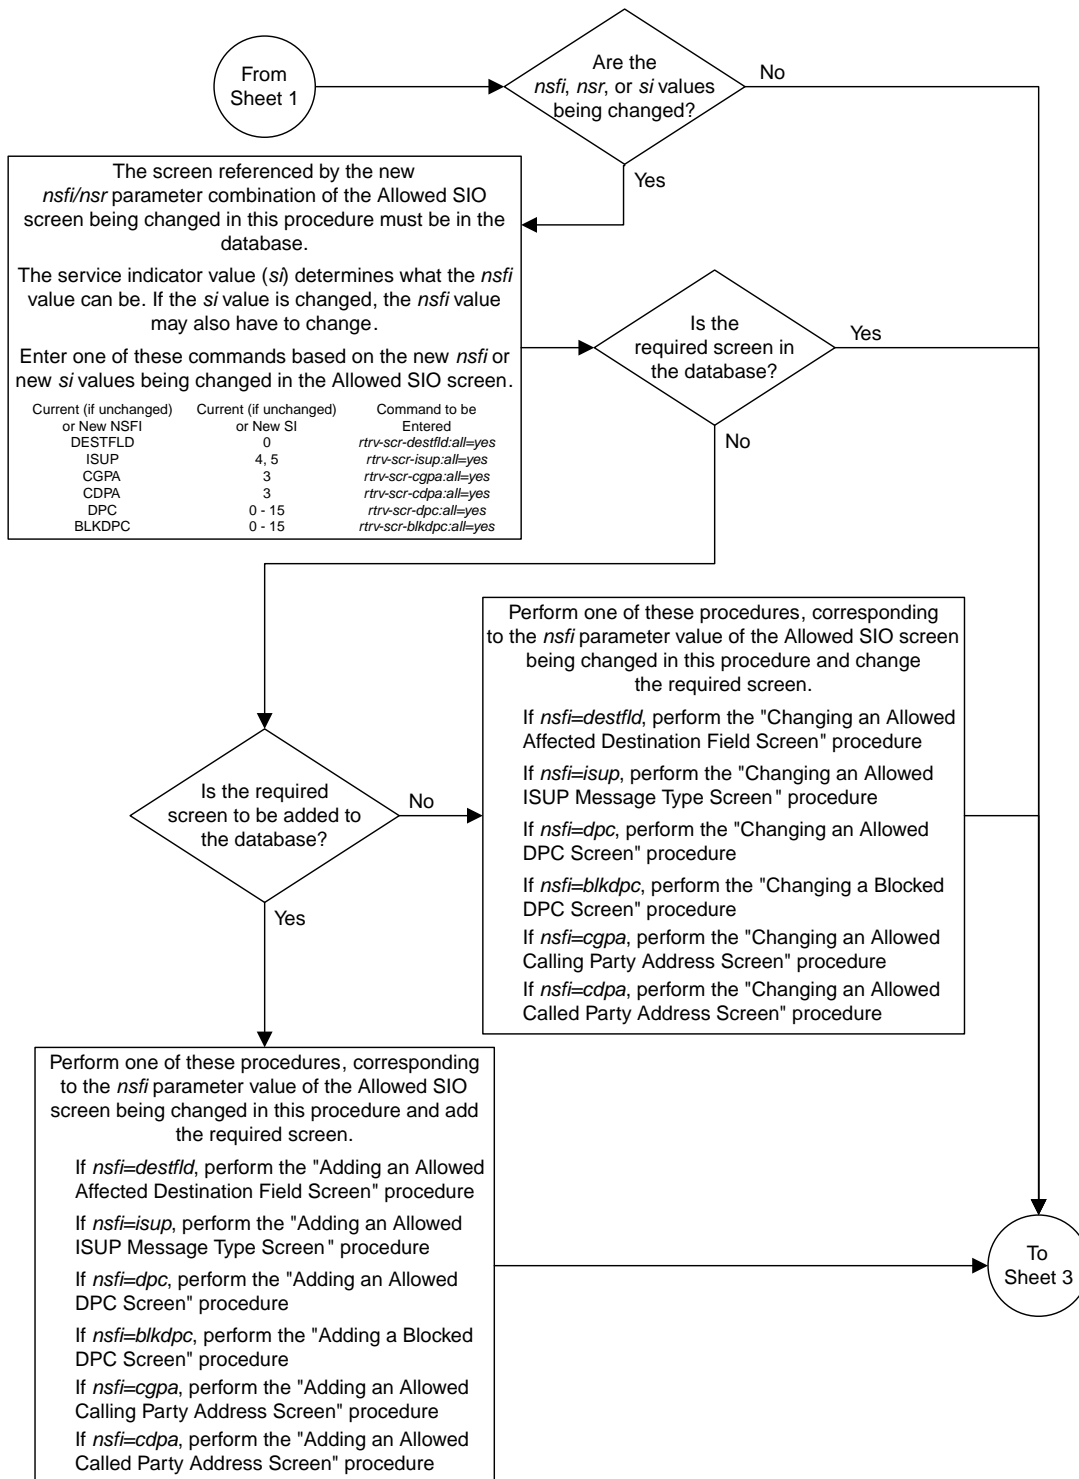 From
Sheet 1
Are the
nsfi, nsr, or si values
being changed?
No
Yes
The screen referenced by the new
nsfi/nsr parameter combination of the Allowed SIO
screen being changed in this procedure must be in the
database.
The service indicator value (si) determines what the nsfi
value can be. If the si value is changed, the nsfi value
may also have to change.
Enter one of these commands based on the new nsfi or
new si values being changed in the Allowed SIO screen.
Current (if unchanged) Current (if unchanged) Command to be
or New NSFI or New SI Entered
DESTFLD 0 rtrv-scr-destfld:all=yes
ISUP 4, 5 rtrv-scr-isup:all=yes
CGPA 3 rtrv-scr-cgpa:all=yes
CDPA 3 rtrv-scr-cdpa:all=yes
DPC 0 - 15 rtrv-scr-dpc:all=yes
BLKDPC 0 - 15 rtrv-scr-blkdpc:all=yes
Is the
required screen in
the database?
Yes
No
Is the required
screen to be added to
the database?
No
Yes
Perform one of these procedures, corresponding
to the nsfi parameter value of the Allowed SIO screen
being changed in this procedure and change
the required screen.
If nsfi=destfld, perform the "Changing an Allowed
Affected Destination Field Screen" procedure
If nsfi=isup, perform the "Changing an Allowed
ISUP Message Type Screen" procedure
If nsfi=dpc, perform the "Changing an Allowed
DPC Screen" procedure
If nsfi=blkdpc, perform the "Changing a Blocked
DPC Screen" procedure
If nsfi=cgpa, perform the "Changing an Allowed
Calling Party Address Screen" procedure
If nsfi=cdpa, perform the "Changing an Allowed
Called Party Address Screen" procedure
Perform one of these procedures, corresponding
to the nsfi parameter value of the Allowed SIO
screen being changed in this procedure and add
the required screen.
If nsfi=destfld, perform the "Adding an Allowed
Affected Destination Field Screen" procedure
If nsfi=isup, perform the "Adding an Allowed
ISUP Message Type Screen" procedure
If nsfi=dpc, perform the "Adding an Allowed
DPC Screen" procedure
If nsfi=blkdpc, perform the "Adding a Blocked
DPC Screen" procedure
If nsfi=cgpa, perform the "Adding an Allowed
Calling Party Address Screen" procedure
If nsfi=cdpa, perform the "Adding an Allowed
Called Party Address Screen" procedure
To
Sheet 3